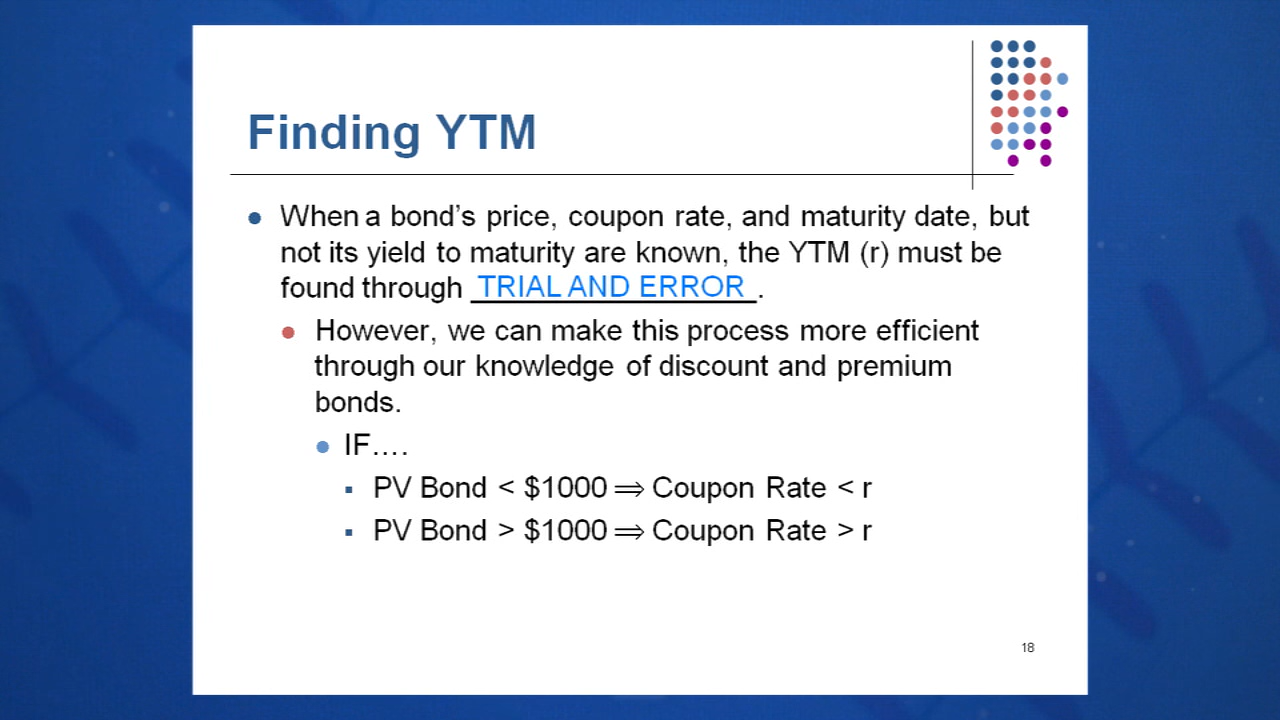 Finding YTM
When a bond's price, coupon rate, and maturity date, but
not its yield to maturity are known, the YTM (r) must be
found through TRIAL AND ERROR.
However, we can make this process more efficient
through our knowledge of discount and premium
bonds.
IF....
PV Bond < $1000 ⇒ Coupon Rate < r
PV Bond > $1000 ⇒ Coupon Rate > r
18